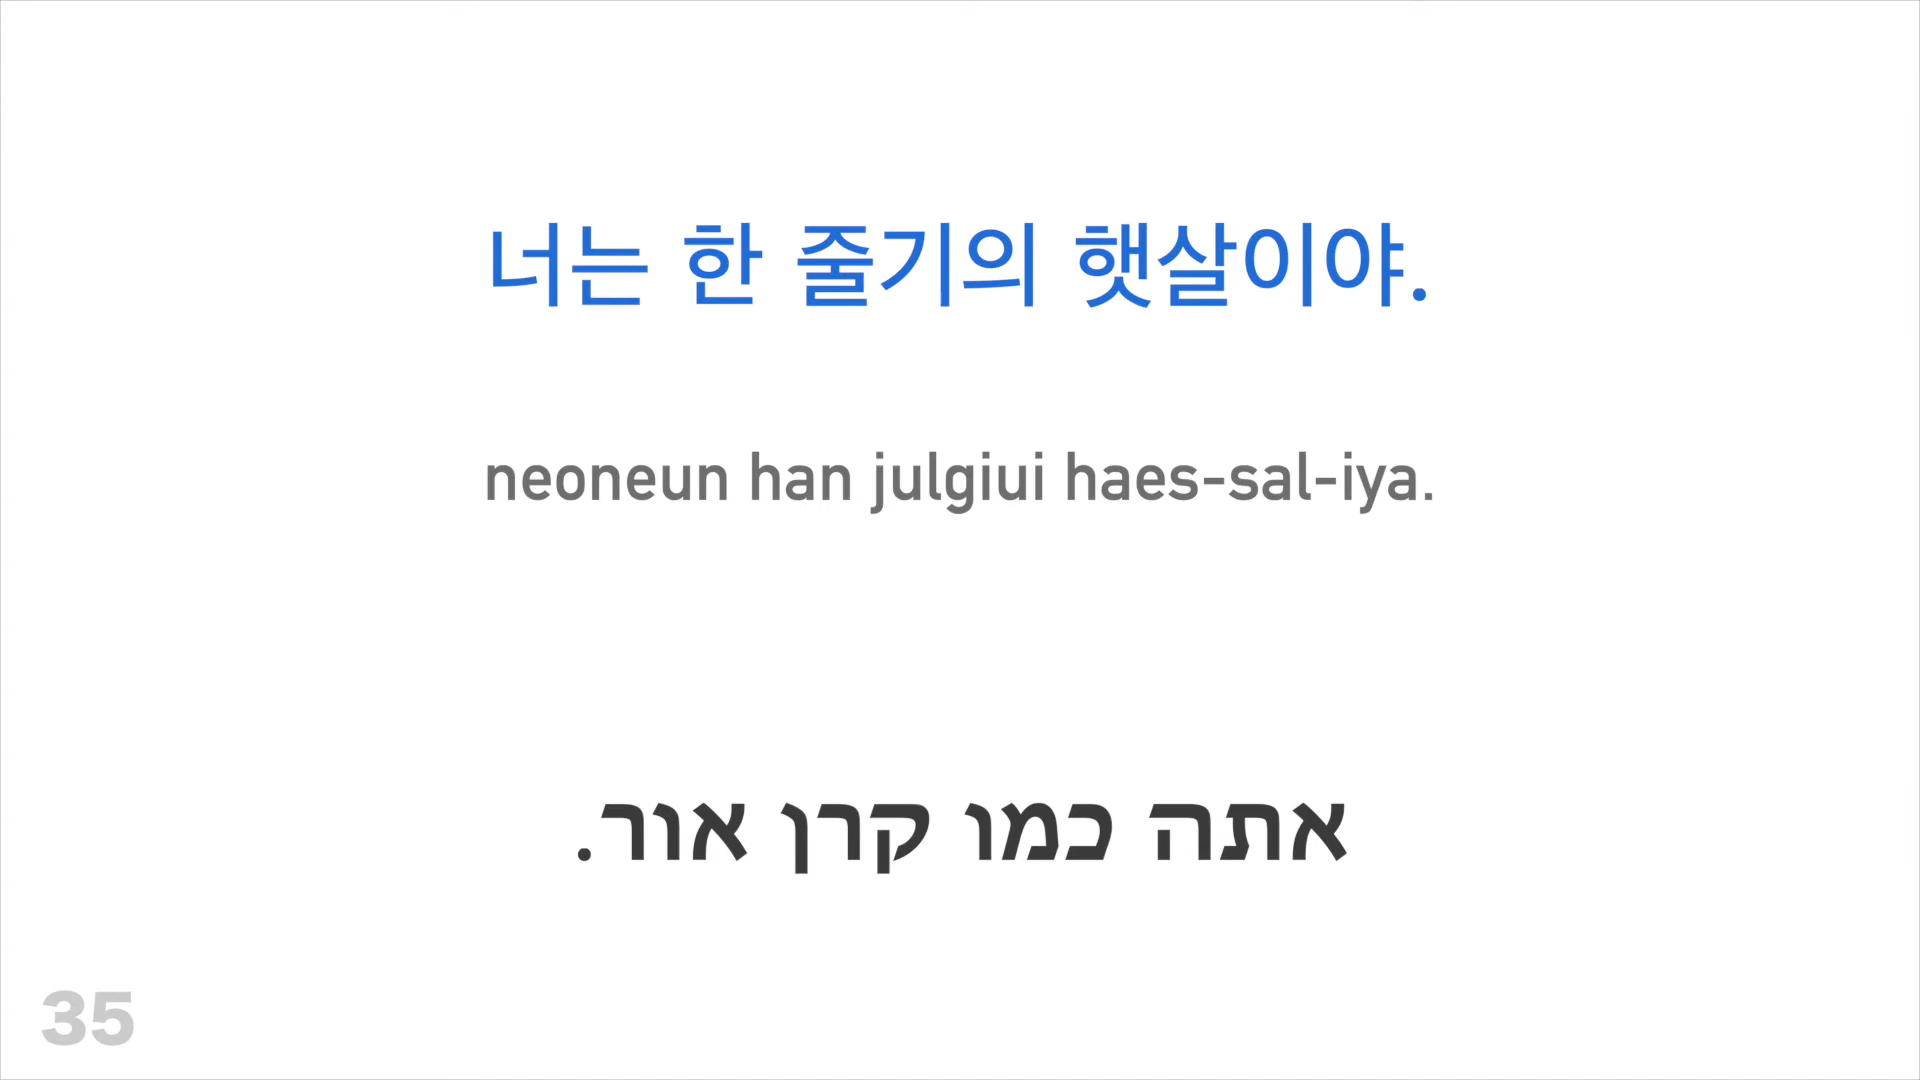 너는 한 줄기의 햇살이야.
neoneun han julgiui haes-sal-iya.
אתה כמו קרן אור.
35